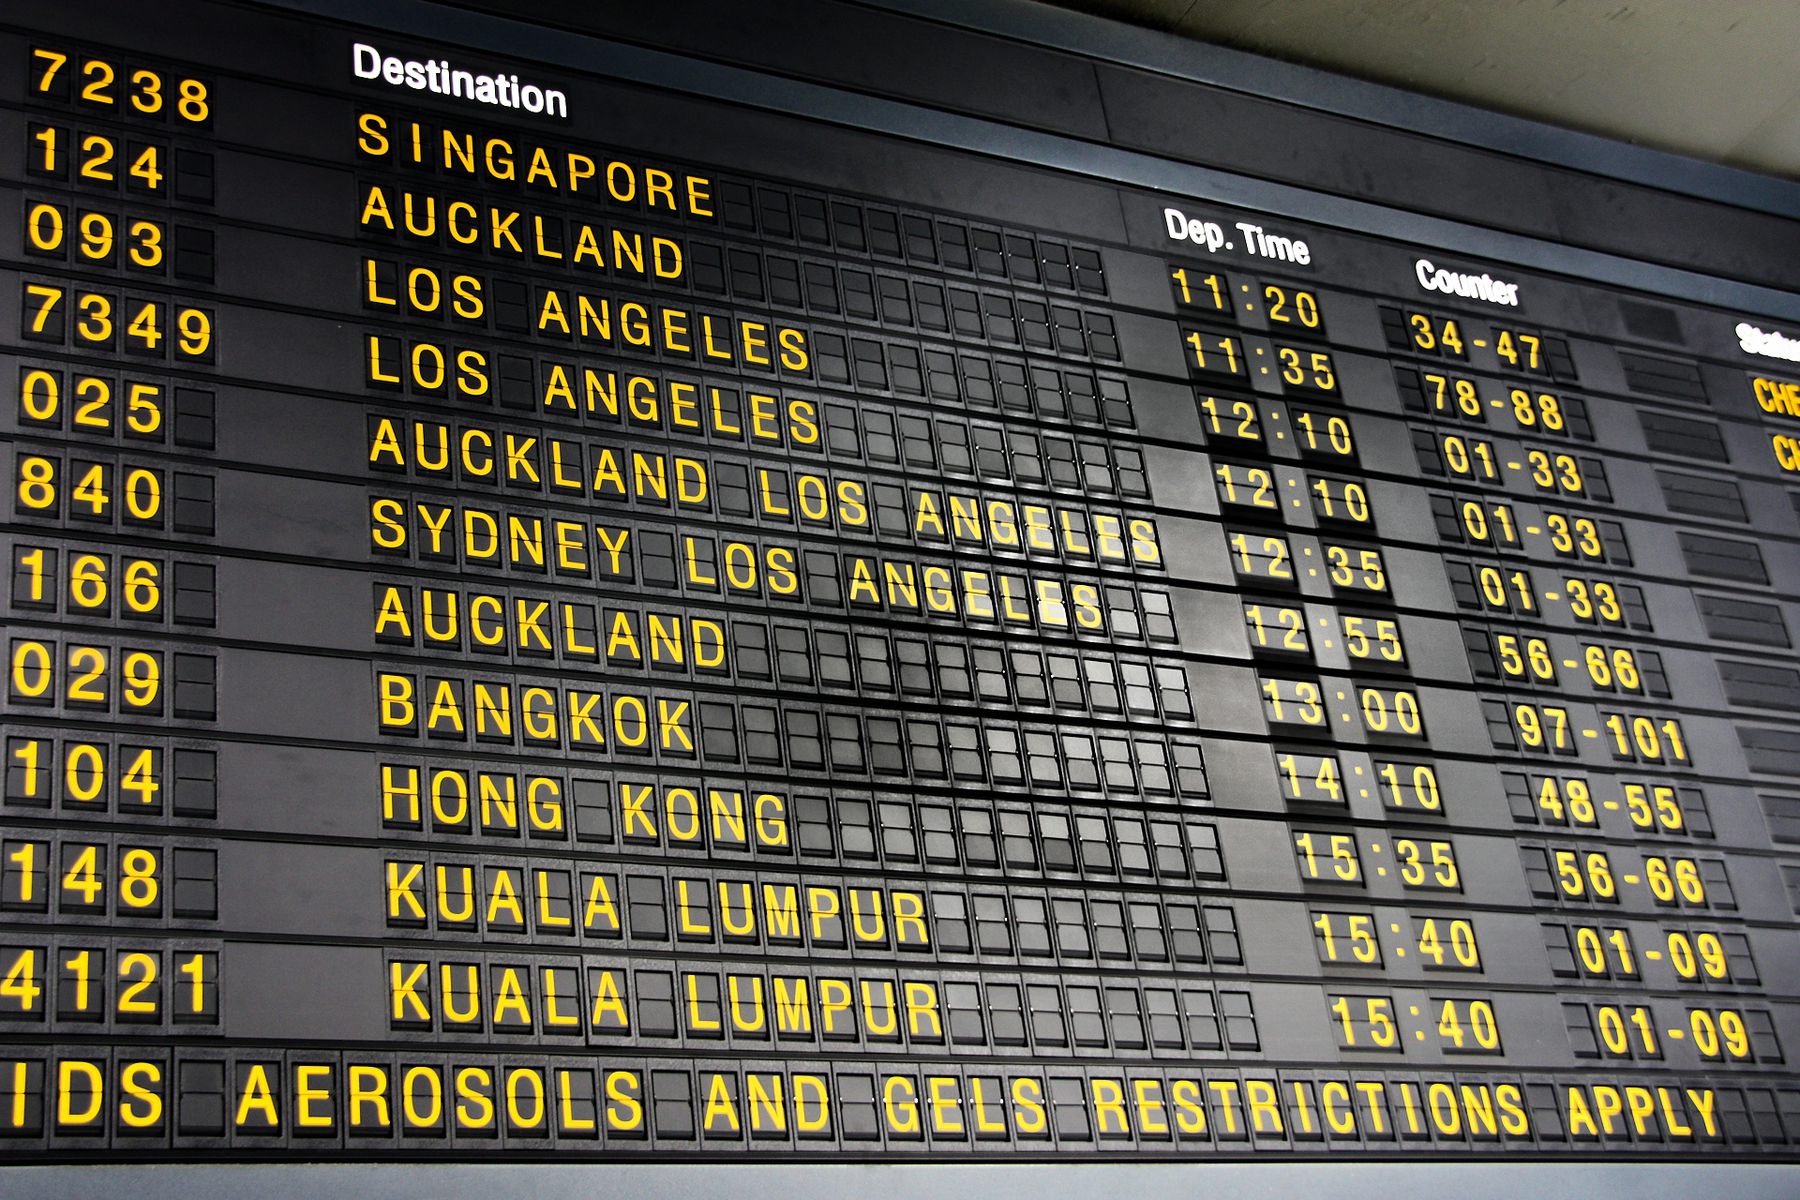 Destination Dep. Time Counter
7238 SINGAPORE 11:20 34-47 CHE
124 AUCKLAND 11:35 78-88 CH
093 LOS ANGELES 12:10 01-33
7349 LOS ANGELES 12:10 01-33
025 AUCKLAND LOS ANGELES 12:35 01-33
840 SYDNEY LOS ANGELES 12:55 56-66
166 AUCKLAND 13:00 97-101
029 BANGKOK 14:10 48-55
104 HONG KONG 15:35 56-66
148 KUALA LUMPUR 15:40 01-09
4121 KUALA LUMPUR 15:40 01-09
IDS AEROSOLS AND GELS RESTRICTIONS APPLY